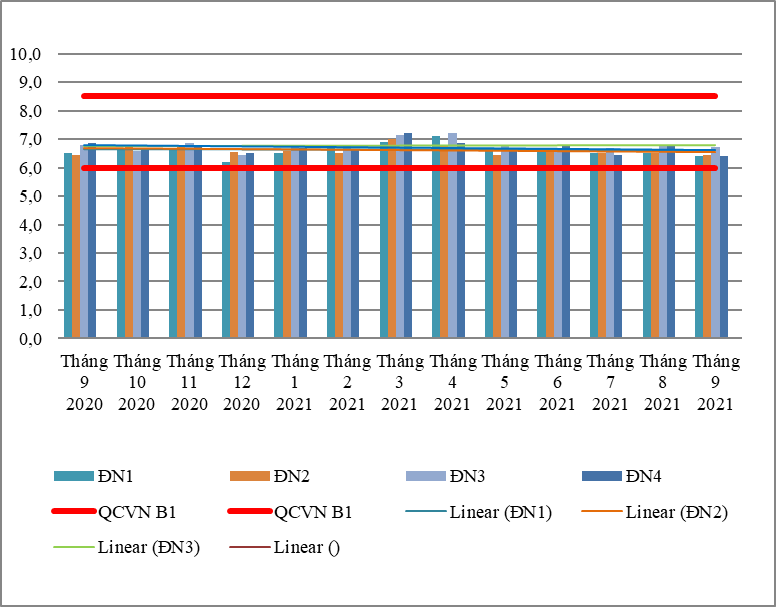 10,0
9,0
8,0
7,0
6,0
5,0
4,0
3,0
2,0
1,0
0,0
Tháng Tháng Tháng Tháng Tháng Tháng Tháng Tháng Tháng Tháng Tháng Tháng Tháng
9 10 11 12 1 2 3 4 5 6 7 8 9
2020 2020 2020 2020 2021 2021 2021 2021 2021 2021 2021 2021 2021
ĐN1 ĐN2 ĐN3 ĐN4
QCVN B1 QCVN B1 Linear (ĐN1) Linear (ĐN2)
Linear (ĐN3) Linear ()